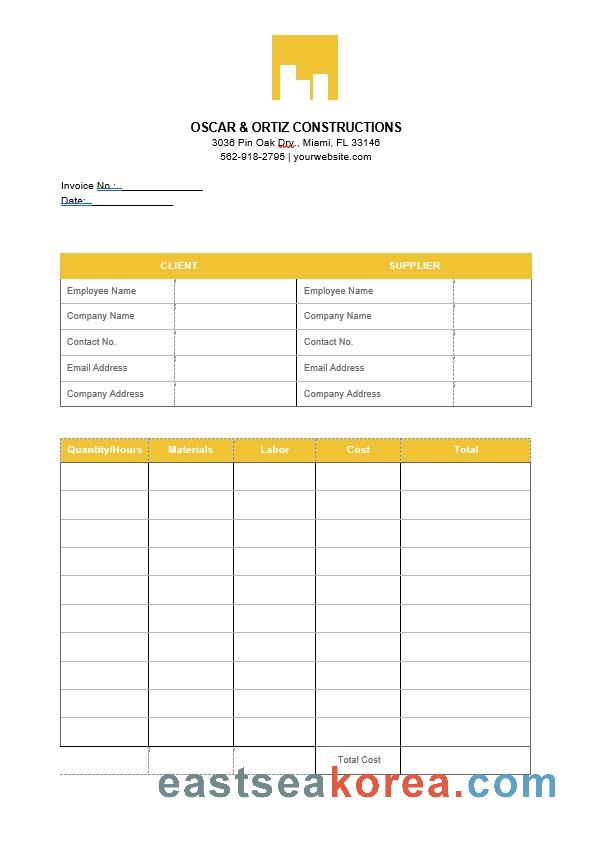 OSCAR & ORTIZ CONSTRUCTIONS
3036 Pin Oak Drv., Miami, FL 33146
562-918-2795 | yourwebsite.com
Invoice No.:
Date:
CLIENT SUPPLIER
Employee Name Employee Name
Company Name Company Name
Contact No. Contact No.
Email Address Email Address
Company Address Company Address
Quantity/Hours Materials Labor Cost Total
Total Cost
eastseakorea.com